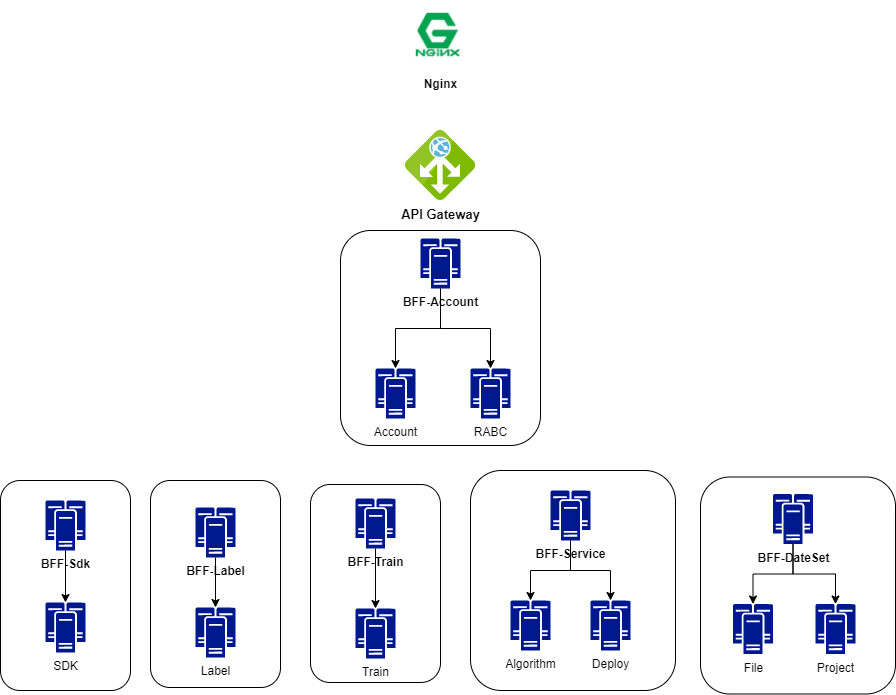 NGiNX
Nginx
API Gateway
BFF-Account
Account
RABC
BFF-Sdk
SDK
BFF-Label
Label
BFF-Train
Train
BFF-Service
Algorithm
Deploy
BFF-DateSet
File
Project